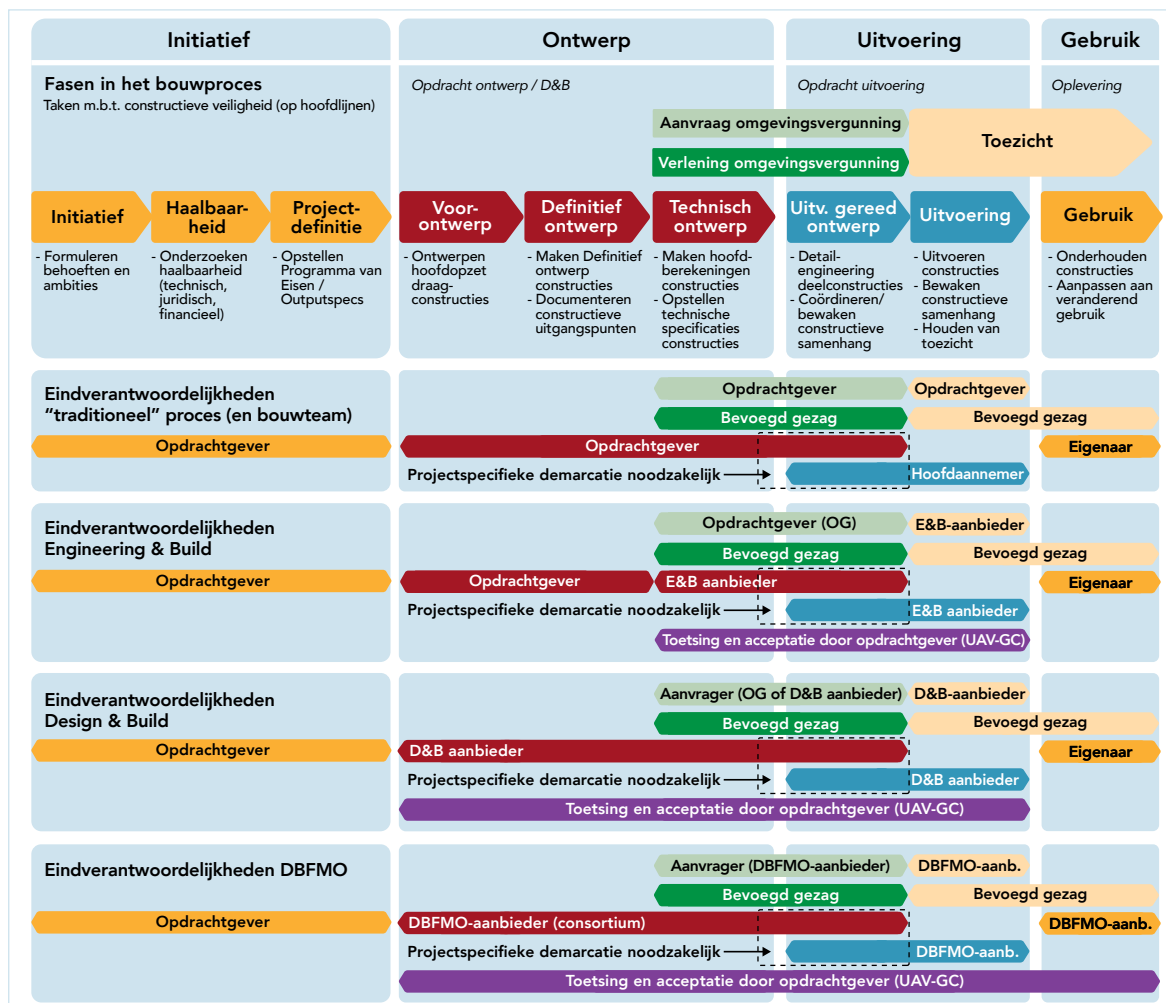 Initiatief
Ontwerp
Uitvoering
Gebruik
Fasen in het bouwproces
Taken m.b.t. constructieve veiligheid (op hoofdlijnen)
Opdracht ontwerp / D&B
Opdracht uitvoering
Oplevering
Aanvraag omgevingsvergunning
Verlening omgevingsvergunning
Toezicht
Initiatief
Haalbaar-
heid
Project-
definitie
Voor-
ontwerp
Definitief
ontwerp
Technisch
ontwerp
Uitv. gereed
ontwerp
Uitvoering
Gebruik
- Formuleren
behoeften en
ambities
- Onderzoeken
haalbaarheid
(technisch,
juridisch,
financieel)
- Opstellen
Programma van
Eisen /
Outputspecs
- Ontwerpen
hoofdopzet
draag-
constructies
- Maken Definitief
ontwerp
constructies
- Documenteren
constructieve
uitgangspunten
- Maken hoofd-
berekeningen
constructies
- Opstellen
technische
specificaties
constructies
- Detail-
engineering
deelconstructies
- Coördineren/
bewaken
constructieve
samenhang
- Uitvoeren
constructies
- Bewaken
constructieve
samenhang
- Houden van
toezicht
- Onderhouden
constructies
- Aanpassen aan
veranderend
gebruik
Eindverantwoordelijkheden
“traditioneel” proces (en bouwteam)
Opdrachtgever
Opdrachtgever
Bevoegd gezag
Bevoegd gezag
Opdrachtgever
Opdrachtgever
Eigenaar
Projectspecifieke demarcatie noodzakelijk
Hoofdaannemer
Eindverantwoordelijkheden
Engineering & Build
Opdrachtgever (OG)
E&B-aanbieder
Bevoegd gezag
Bevoegd gezag
Opdrachtgever
Opdrachtgever
E&B aanbieder
Eigenaar
Projectspecifieke demarcatie noodzakelijk
E&B aanbieder
Toetsing en acceptatie door opdrachtgever (UAV-GC)
Eindverantwoordelijkheden
Design & Build
Aanvrager (OG of D&B aanbieder)
D&B-aanbieder
Bevoegd gezag
Bevoegd gezag
Opdrachtgever
D&B aanbieder
Eigenaar
Projectspecifieke demarcatie noodzakelijk
D&B aanbieder
Toetsing en acceptatie door opdrachtgever (UAV-GC)
Eindverantwoordelijkheden DBFMO
Aanvrager (DBFMO-aanbieder)
DBFMO-aanb.
Bevoegd gezag
Bevoegd gezag
Opdrachtgever
DBFMO-aanbieder (consortium)
DBFMO-aanb.
Projectspecifieke demarcatie noodzakelijk
DBFMO-aanb.
Toetsing en acceptatie door opdrachtgever (UAV-GC)